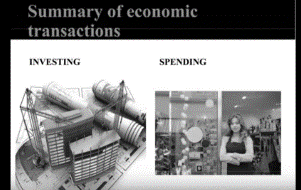 Summary of economic
transactions
INVESTING
SPENDING